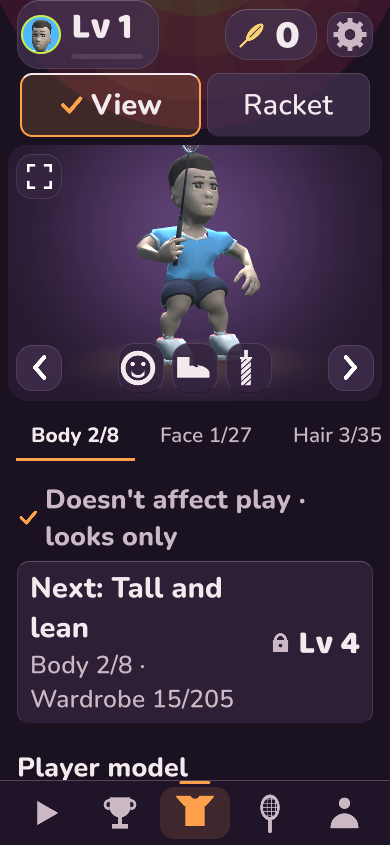 Lv 1
0
View
Racket
Body 2/8
Face 1/27
Hair 3/35
Doesn't affect play ·
looks only
Next: Tall and
lean
Lv 4
Body 2/8 ·
Wardrobe 15/205
Player model